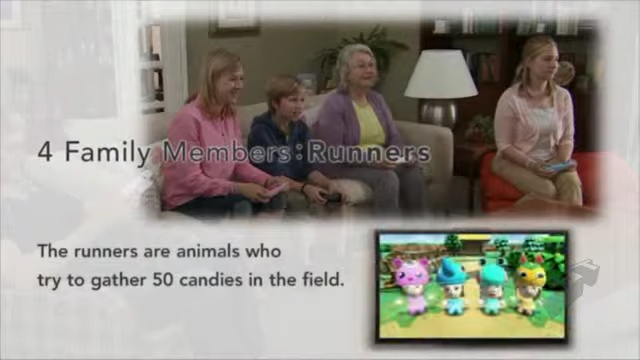 4 Family Members:Runners
The runners are animals who
try to gather 50 candies in the field.